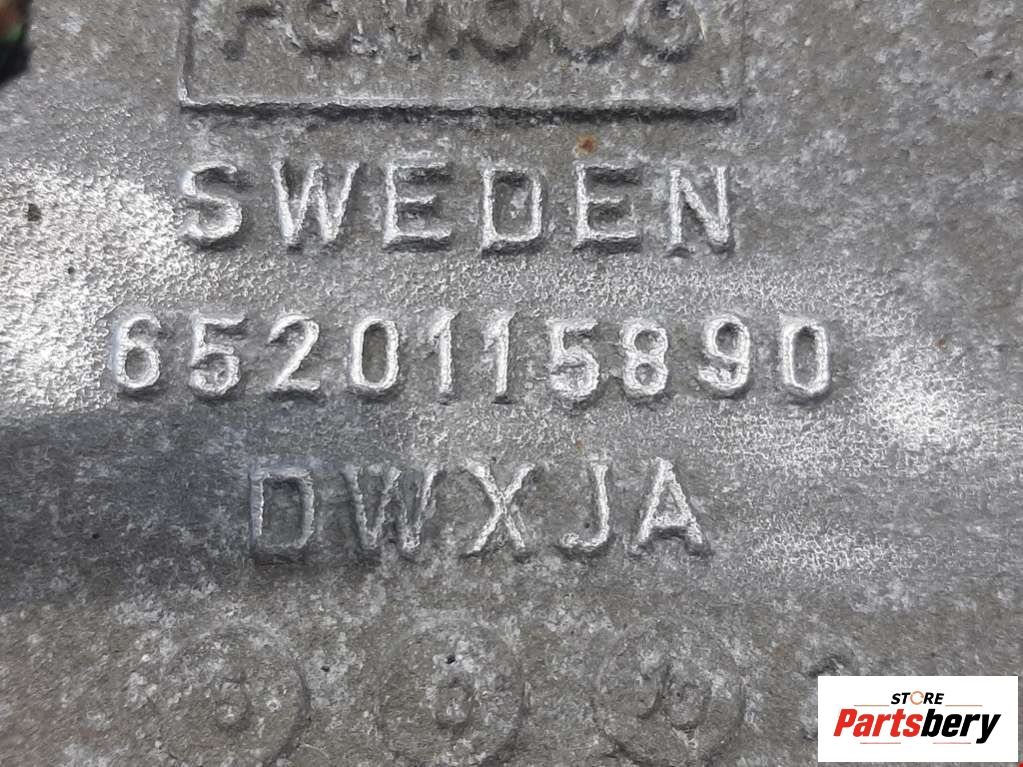 SWEDEN
6520115890
DWXJA
STORE
Partsbery